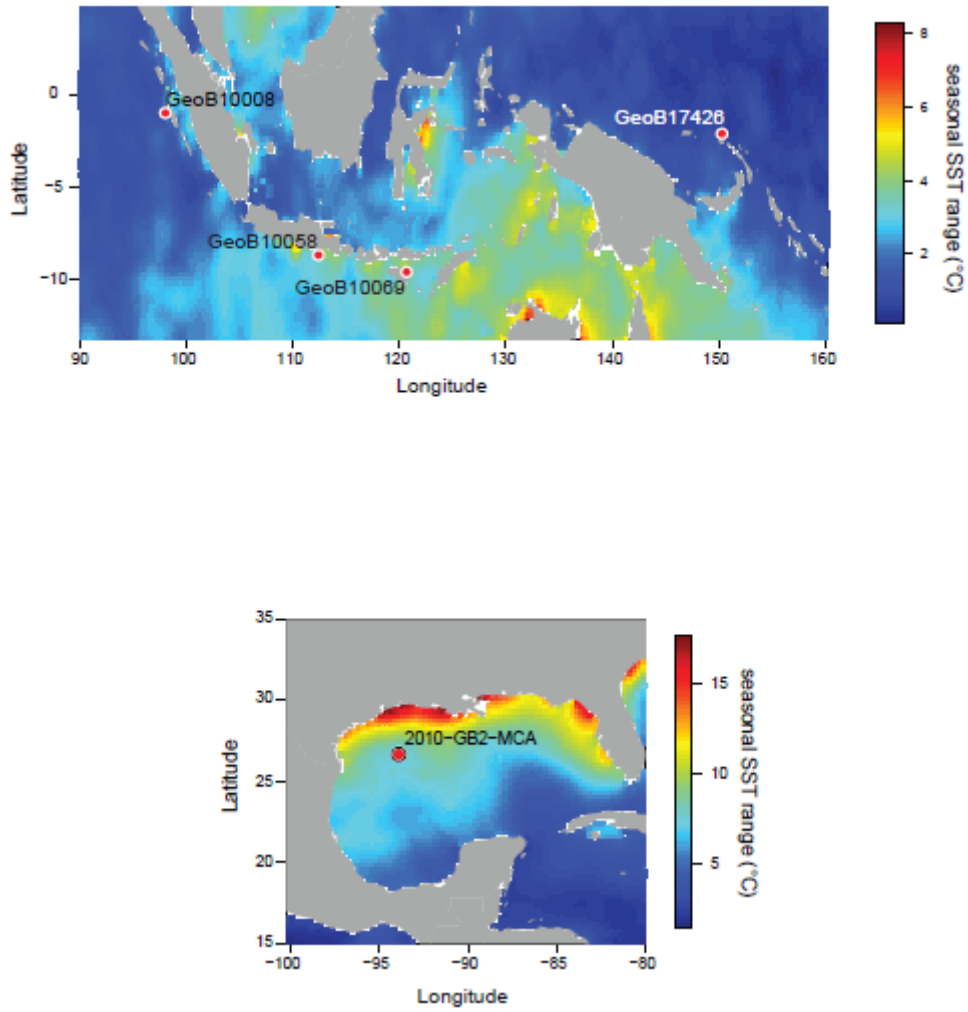 8
0
GeoB10008
GeoB17426
6
Latitude
−5
4
GeoB10058
2
−10
GeoB10069
seasonal SST range (°C)
90 100 110 120 130 140 150 160
Longitude
35
30
15
2010−GB2−MCA
Latitude
25
10
20
5
15
seasonal SST range (°C)
−100 −95 −90 −85 −80
Longitude